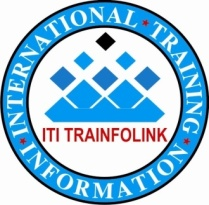 INTERNATIONAL * TRAINING * INFORMATION *
ITI TRAINFOLINK